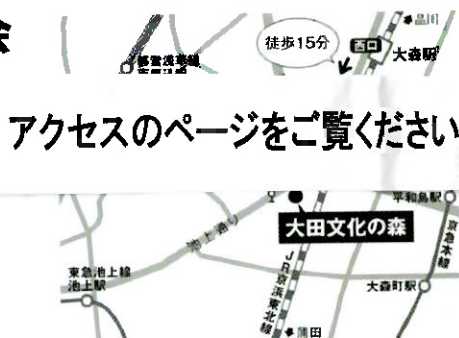 品川
徒歩15分
西口
大森駅
都営浅草線
アクセスのページをご覧ください
平和島駅
大田文化の森
池上通り
京急本線
東急池上線
池上駅
JR京浜東北線
大森町駅
蒲田